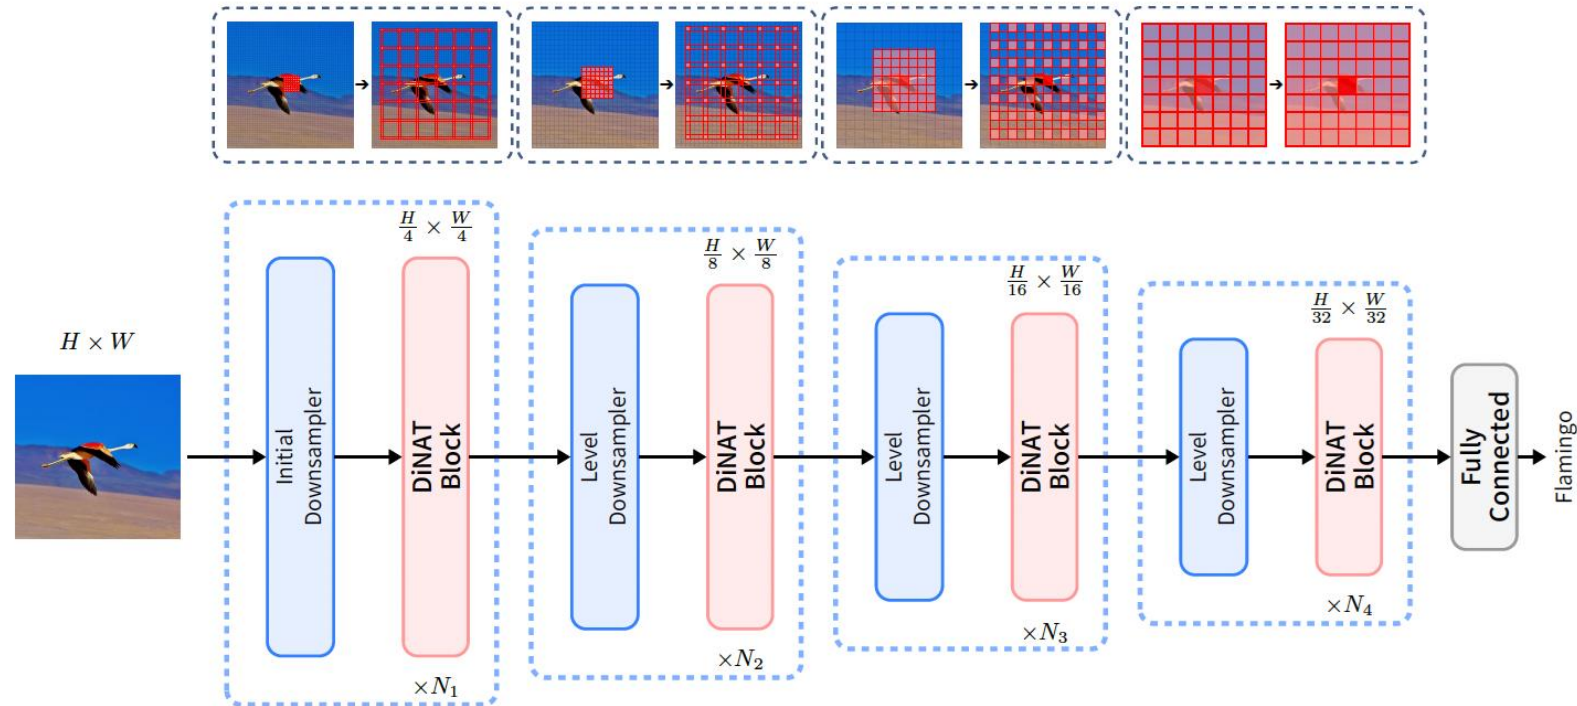 H × W
Initial
Downsampler
H/4 × W/4
DiNAT
Block
×N₁
Level
Downsampler
H/8 × W/8
DiNAT
Block
×N₂
Level
Downsampler
H/16 × W/16
DiNAT
Block
×N₃
Level
Downsampler
H/32 × W/32
DiNAT
Block
×N₄
Fully
Connected
Flamingo